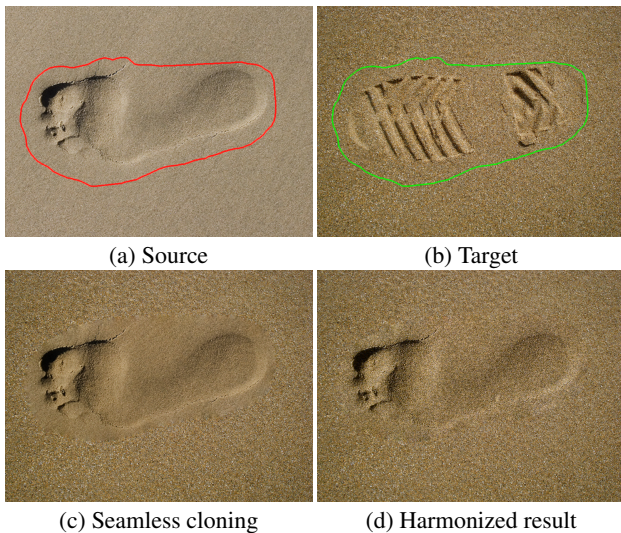 (a) Source
(b) Target
(c) Seamless cloning
(d) Harmonized result